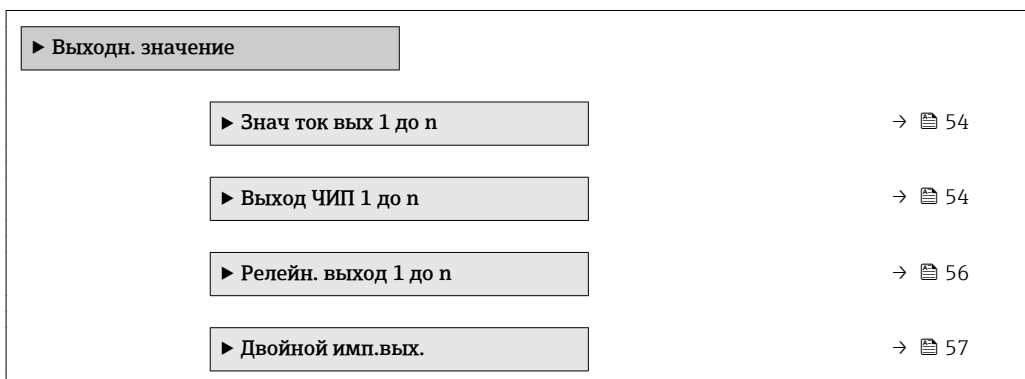 ▶ Выходн. значение
▶ Знач ток вых 1 до n → 54
▶ Выход ЧИП 1 до n → 54
▶ Релейн. выход 1 до n → 56
▶ Двойной имп.вых. → 57